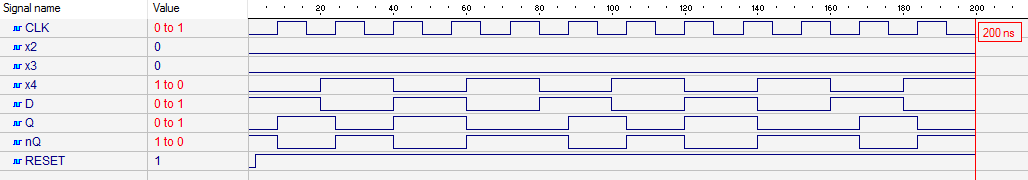 Signal name Value 20 40 60 80 100 120 140 160 180 200
CLK 0 to 1 200 ns
x2 0
x3 0
x4 1 to 0
D 0 to 1
Q 0 to 1
nQ 1 to 0
RESET 1